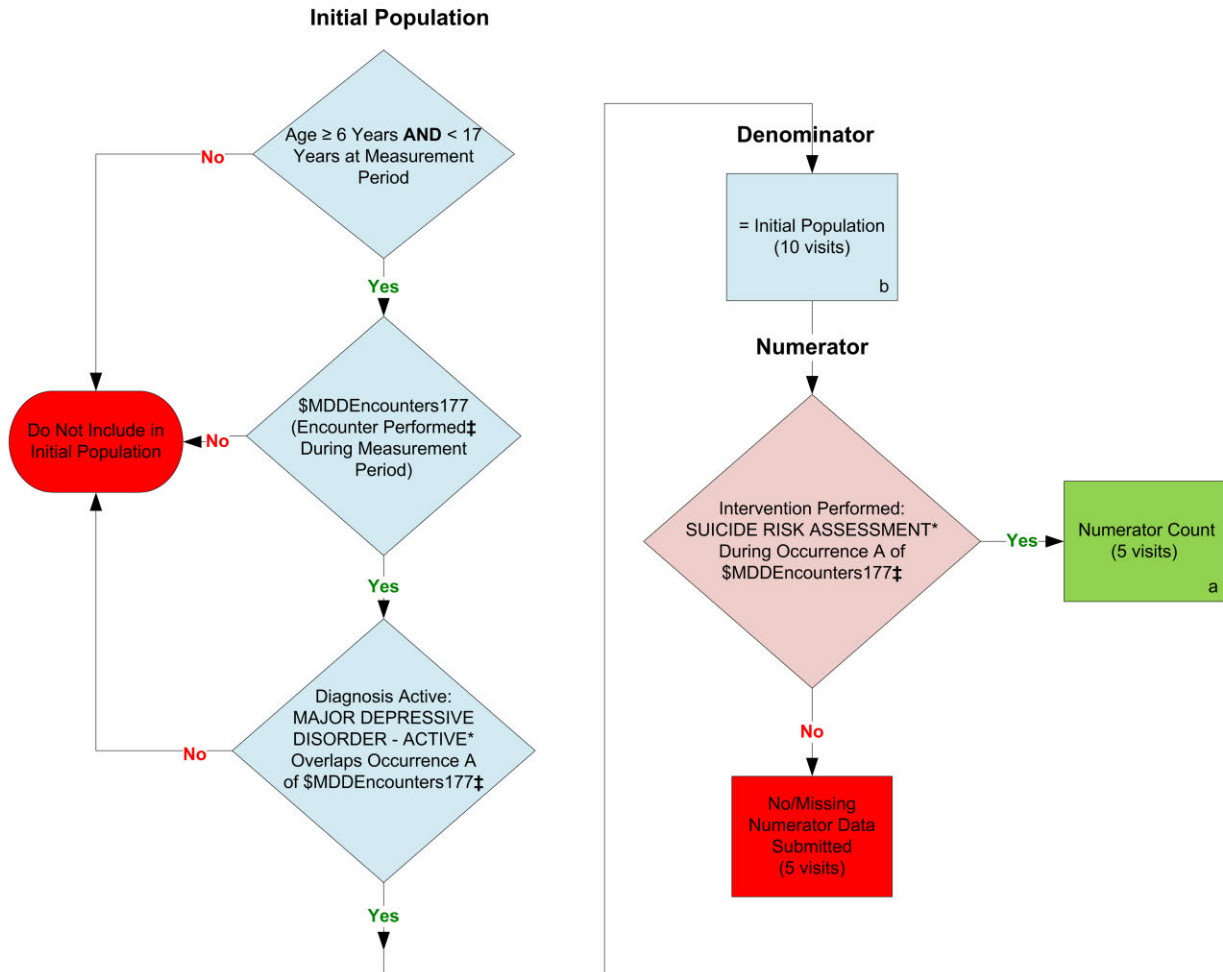 Initial Population
Age ≥ 6 Years AND < 17
Years at Measurement
Period
No
Yes
$MDDEncounters177
(Encounter Performed‡
During Measurement
Period)
No
Do Not Include in
Initial Population
Yes
Diagnosis Active:
MAJOR DEPRESSIVE
DISORDER - ACTIVE*
Overlaps Occurrence A
of $MDDEncounters177‡
No
Yes
Denominator
= Initial Population
(10 visits)
b
Numerator
Intervention Performed:
SUICIDE RISK ASSESSMENT*
During Occurrence A of
$MDDEncounters177‡
Yes
Numerator Count
(5 visits)
a
No
No/Missing
Numerator Data
Submitted
(5 visits)